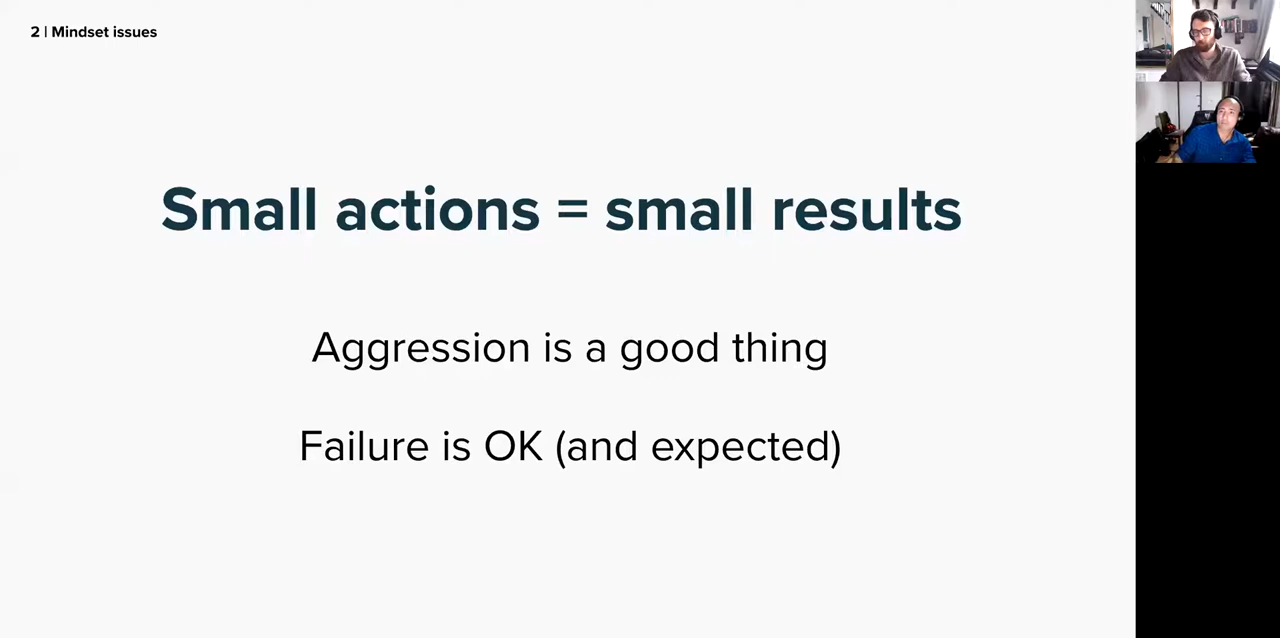 2 | Mindset issues
Small actions = small results
Aggression is a good thing
Failure is OK (and expected)